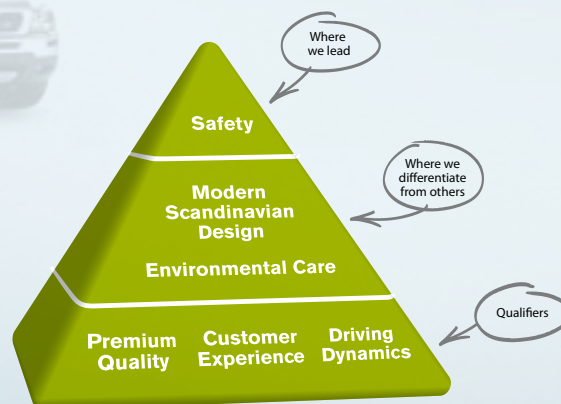 Where
we lead
Safety
Where we
differentiate
from others
Modern
Scandinavian
Design
Environmental Care
Qualifiers
Premium
Quality
Customer
Experience
Driving
Dynamics